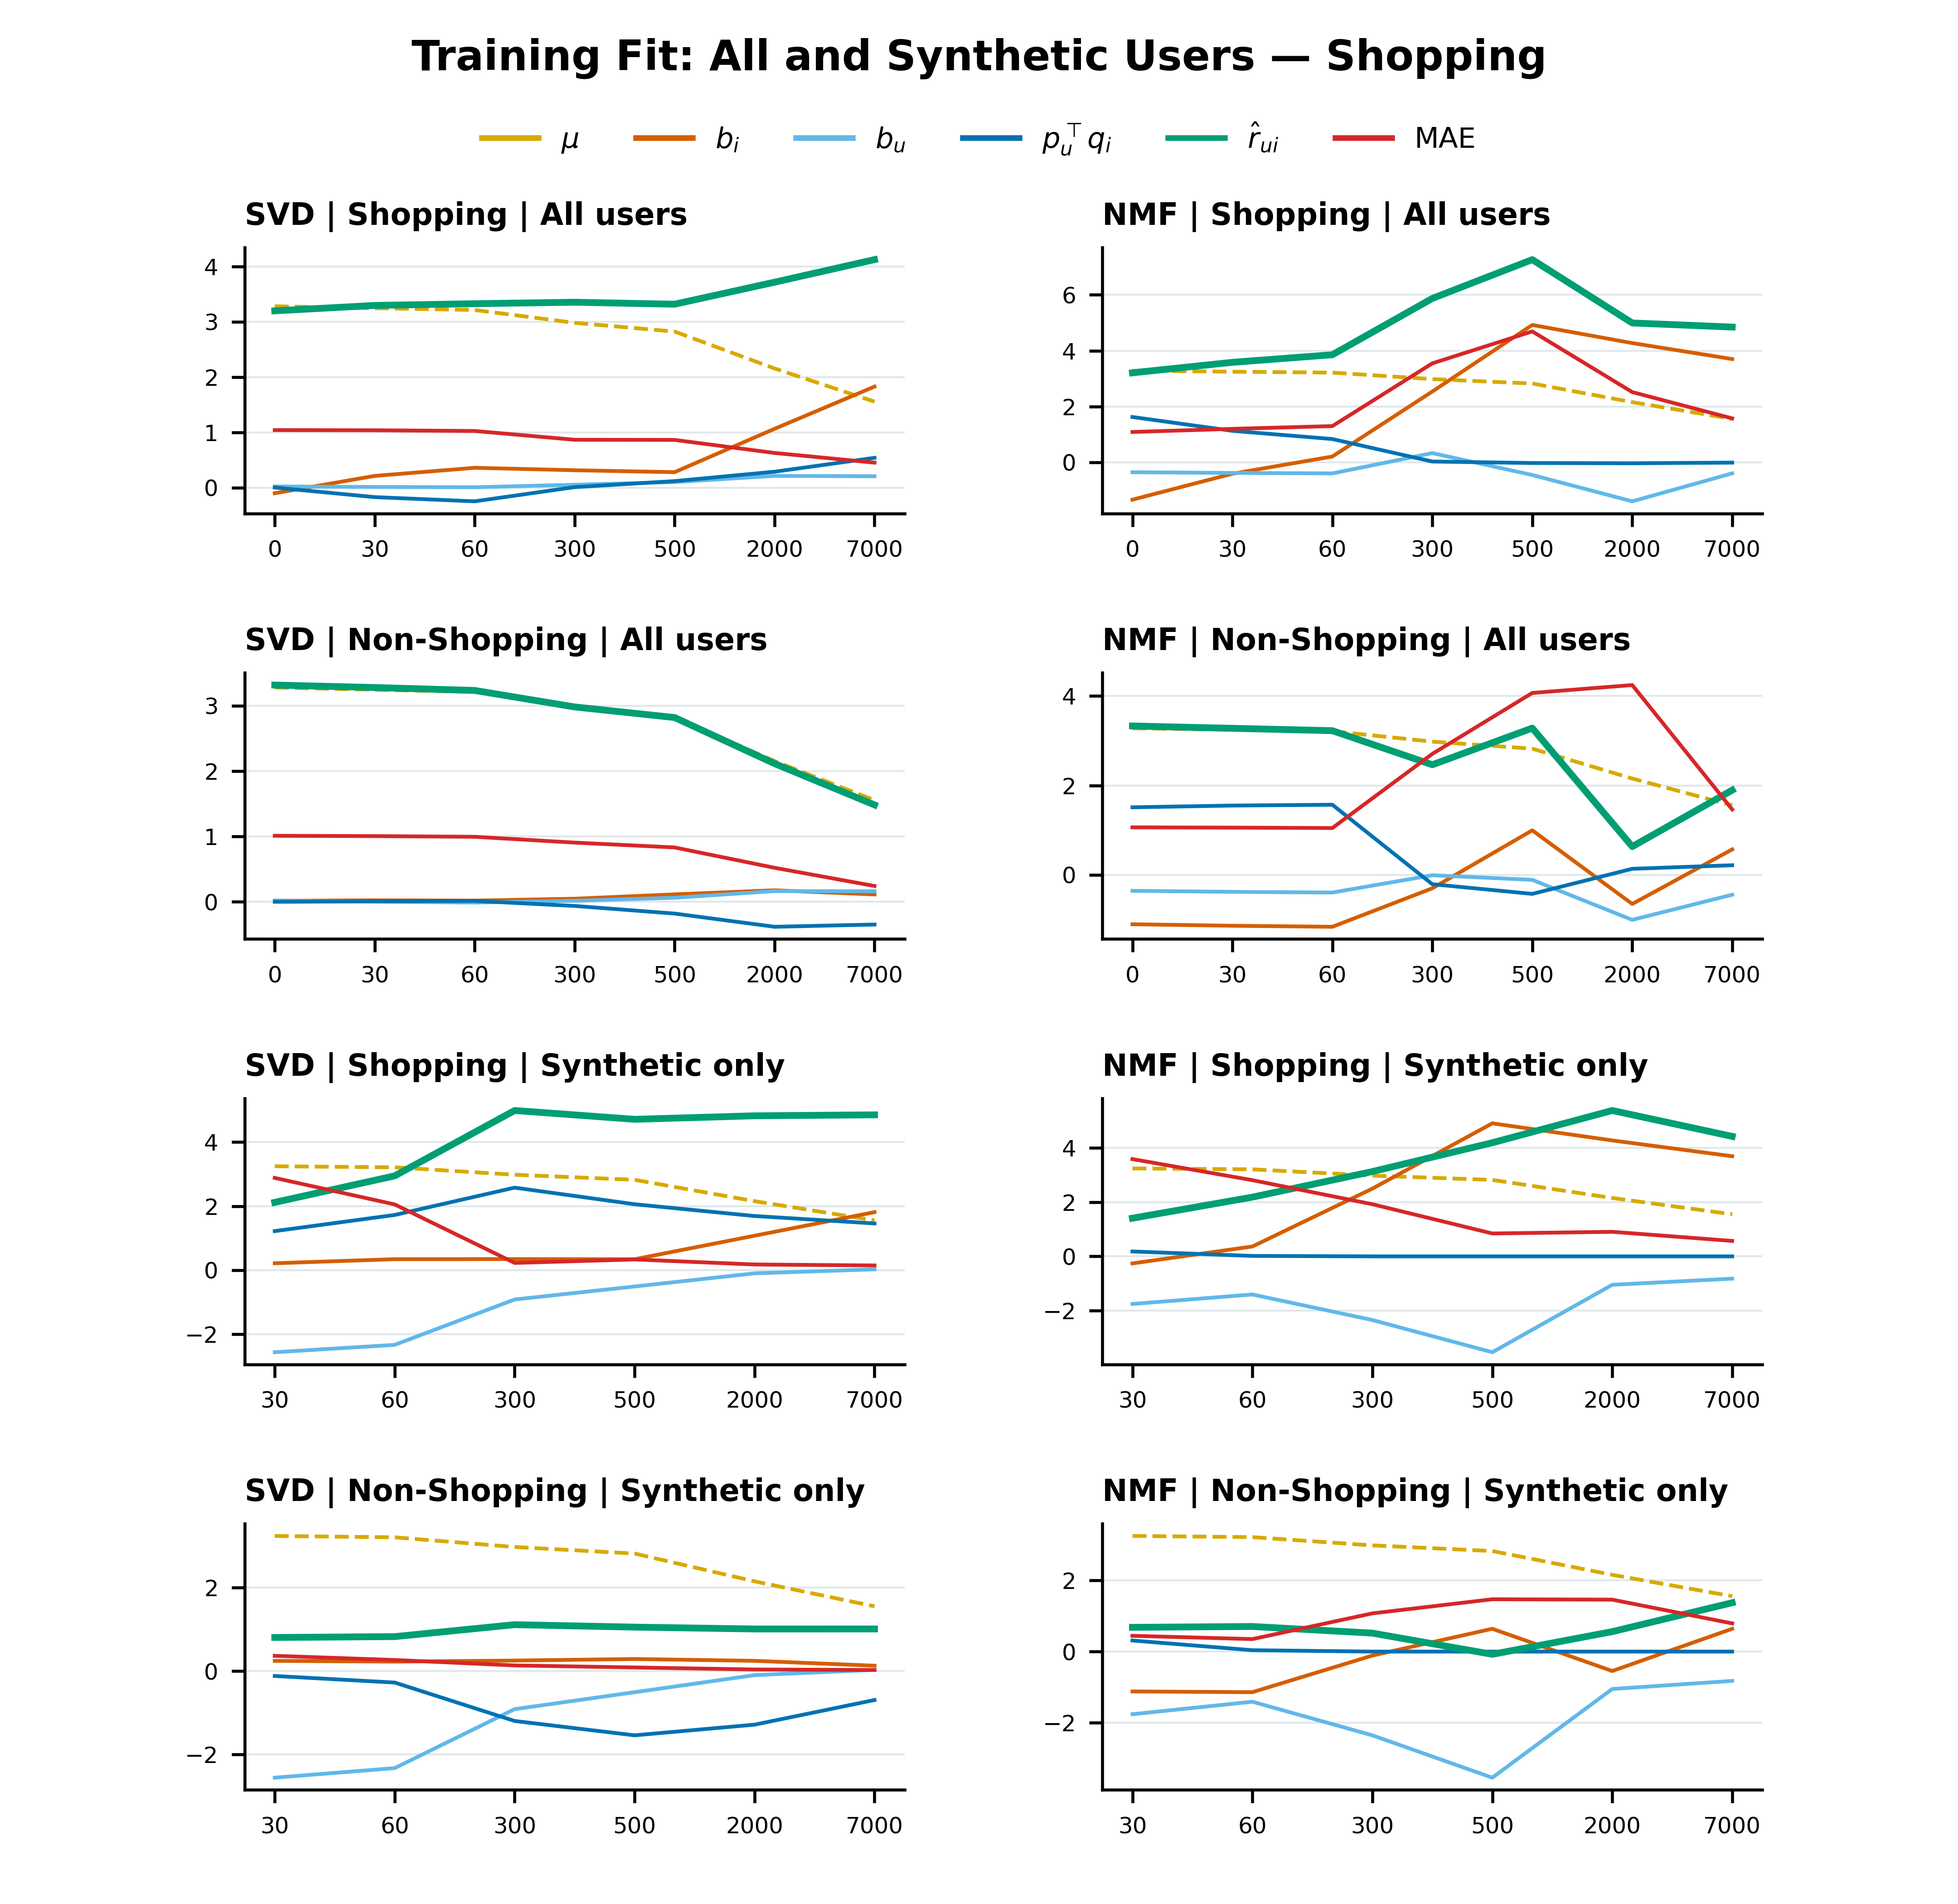 Training Fit: All and Synthetic Users — Shopping
μ b_i b_u p_u^⊤ q_i r̂_ui MAE
SVD | Shopping | All users
4
3
2
1
0
0 30 60 300 500 2000 7000
NMF | Shopping | All users
6
4
2
0
0 30 60 300 500 2000 7000
SVD | Non-Shopping | All users
3
2
1
0
0 30 60 300 500 2000 7000
NMF | Non-Shopping | All users
4
2
0
0 30 60 300 500 2000 7000
SVD | Shopping | Synthetic only
4
2
0
−2
30 60 300 500 2000 7000
NMF | Shopping | Synthetic only
4
2
0
−2
30 60 300 500 2000 7000
SVD | Non-Shopping | Synthetic only
2
0
−2
30 60 300 500 2000 7000
NMF | Non-Shopping | Synthetic only
2
0
−2
30 60 300 500 2000 7000